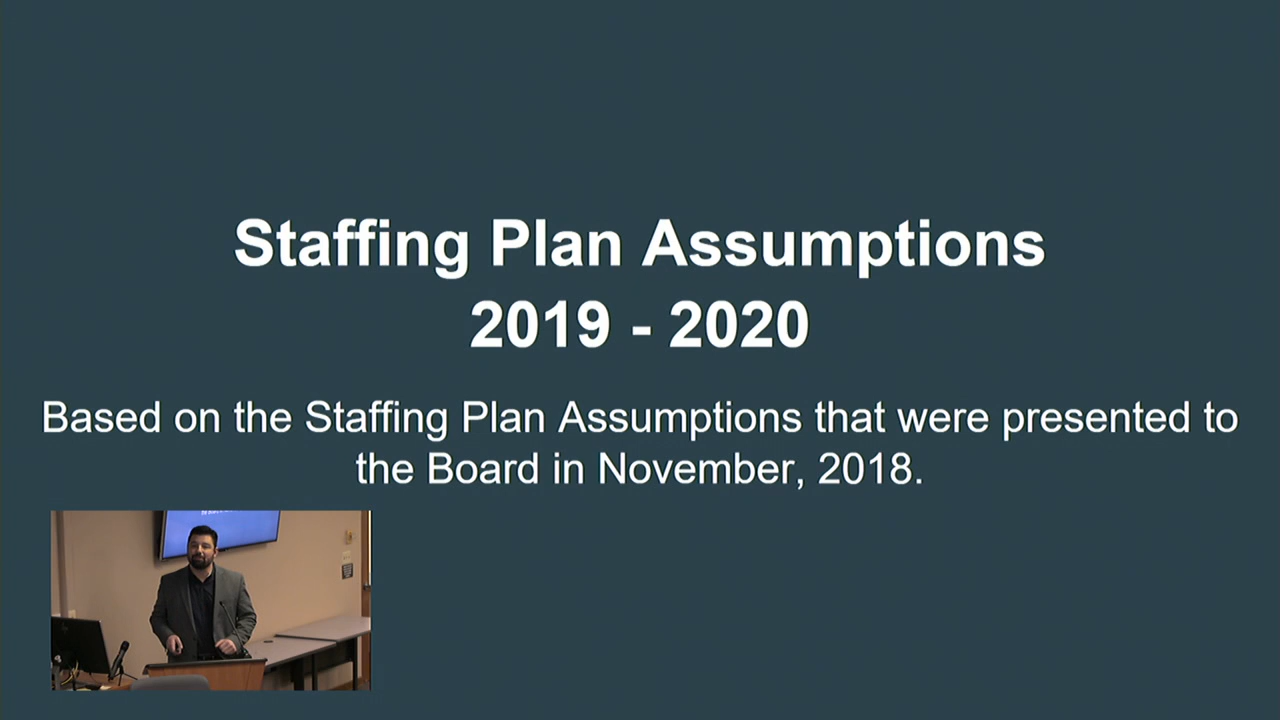 Staffing Plan Assumptions
2019 - 2020
Based on the Staffing Plan Assumptions that were presented to
the Board in November, 2018.